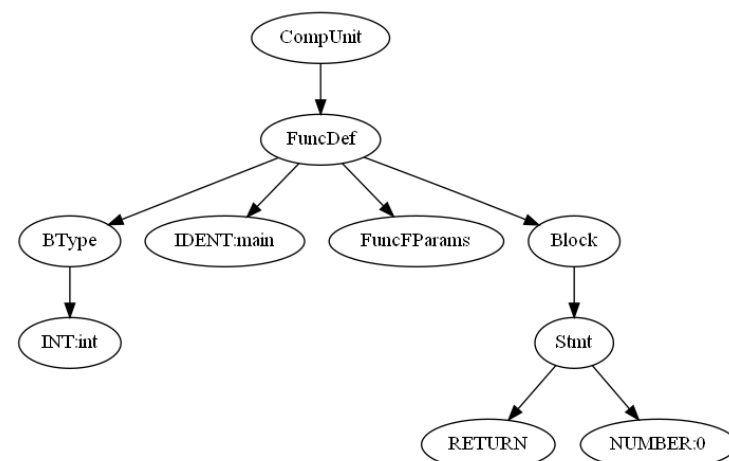 CompUnit
FuncDef
BType
IDENT:main
FuncFParams
Block
INT:int
Stmt
RETURN
NUMBER:0